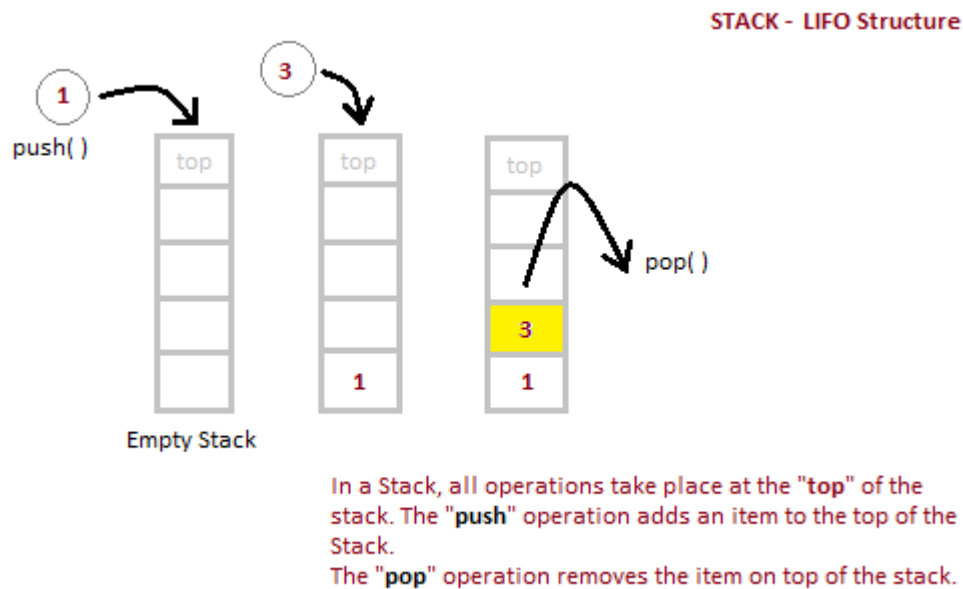 STACK - LIFO Structure
1
3
push( )
top
top
top
pop( )
3
1
1
Empty Stack
In a Stack, all operations take place at the "top" of the
stack. The "push" operation adds an item to the top of the
Stack.
The "pop" operation removes the item on top of the stack.